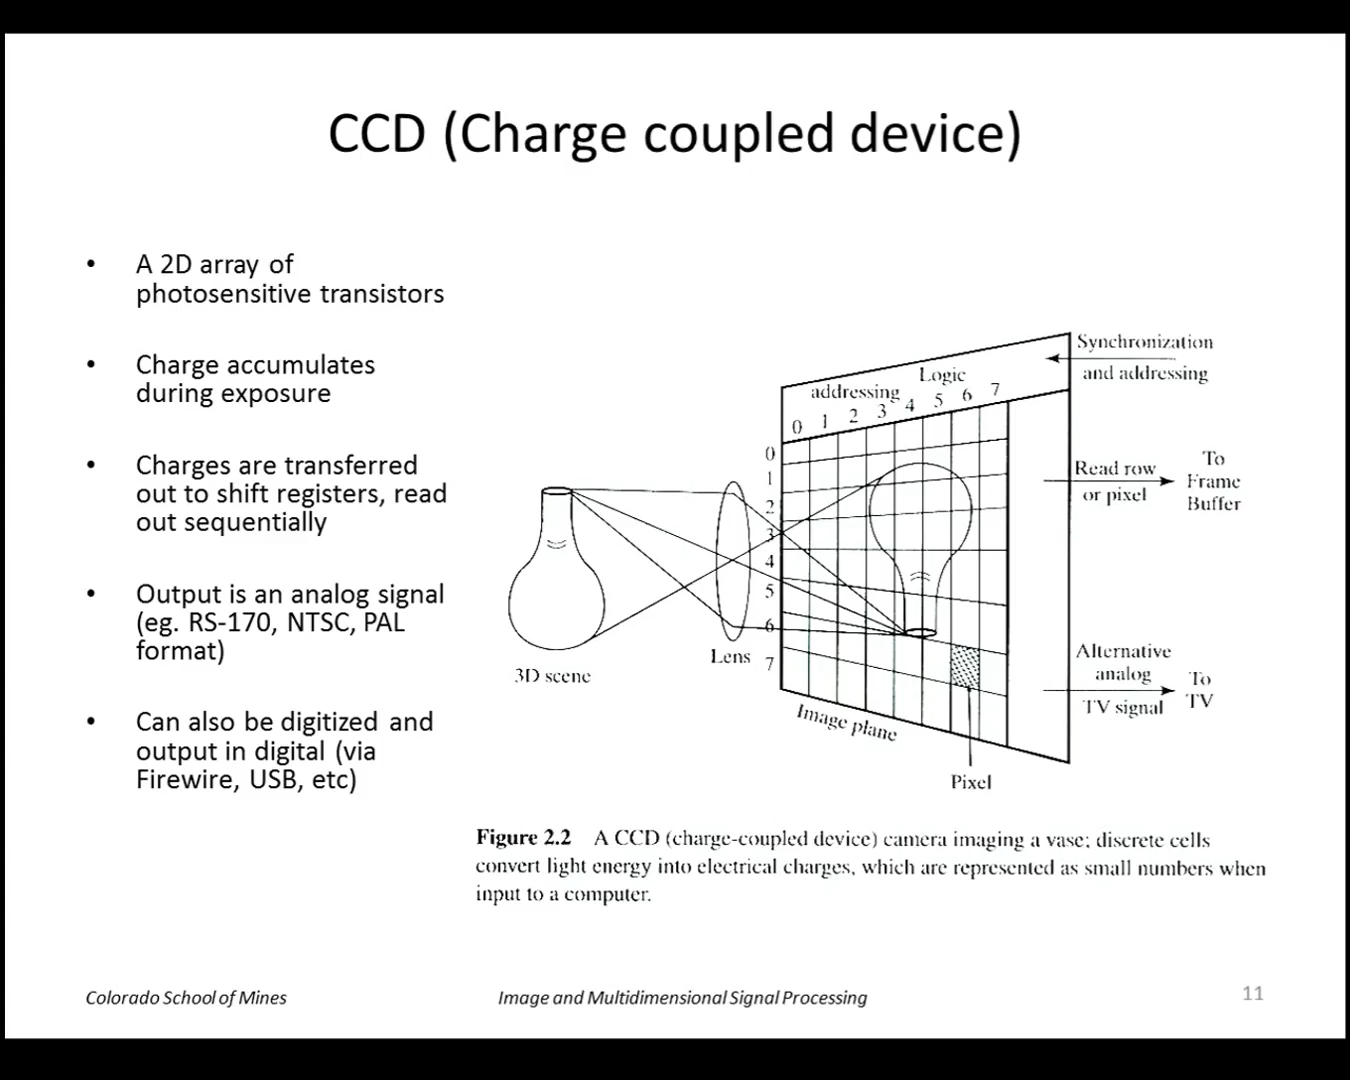 CCD (Charge coupled device)
• A 2D array of
photosensitive transistors
• Charge accumulates
during exposure
• Charges are transferred
out to shift registers, read
out sequentially
• Output is an analog signal
(eg. RS-170, NTSC, PAL
format)
• Can also be digitized and
output in digital (via
Firewire, USB, etc)
Synchronization
and addressing
Logic
addressing
0 1 2 3 4 5 6 7
0
1
2
3
4
5
6
7
Read row
or pixel
To
Frame
Buffer
3D scene
Lens
Alternative
analog
TV signal
To
TV
Image plane
Pixel
Figure 2.2 A CCD (charge-coupled device) camera imaging a vase; discrete cells
convert light energy into electrical charges, which are represented as small numbers when
input to a computer.
Colorado School of Mines
Image and Multidimensional Signal Processing
11